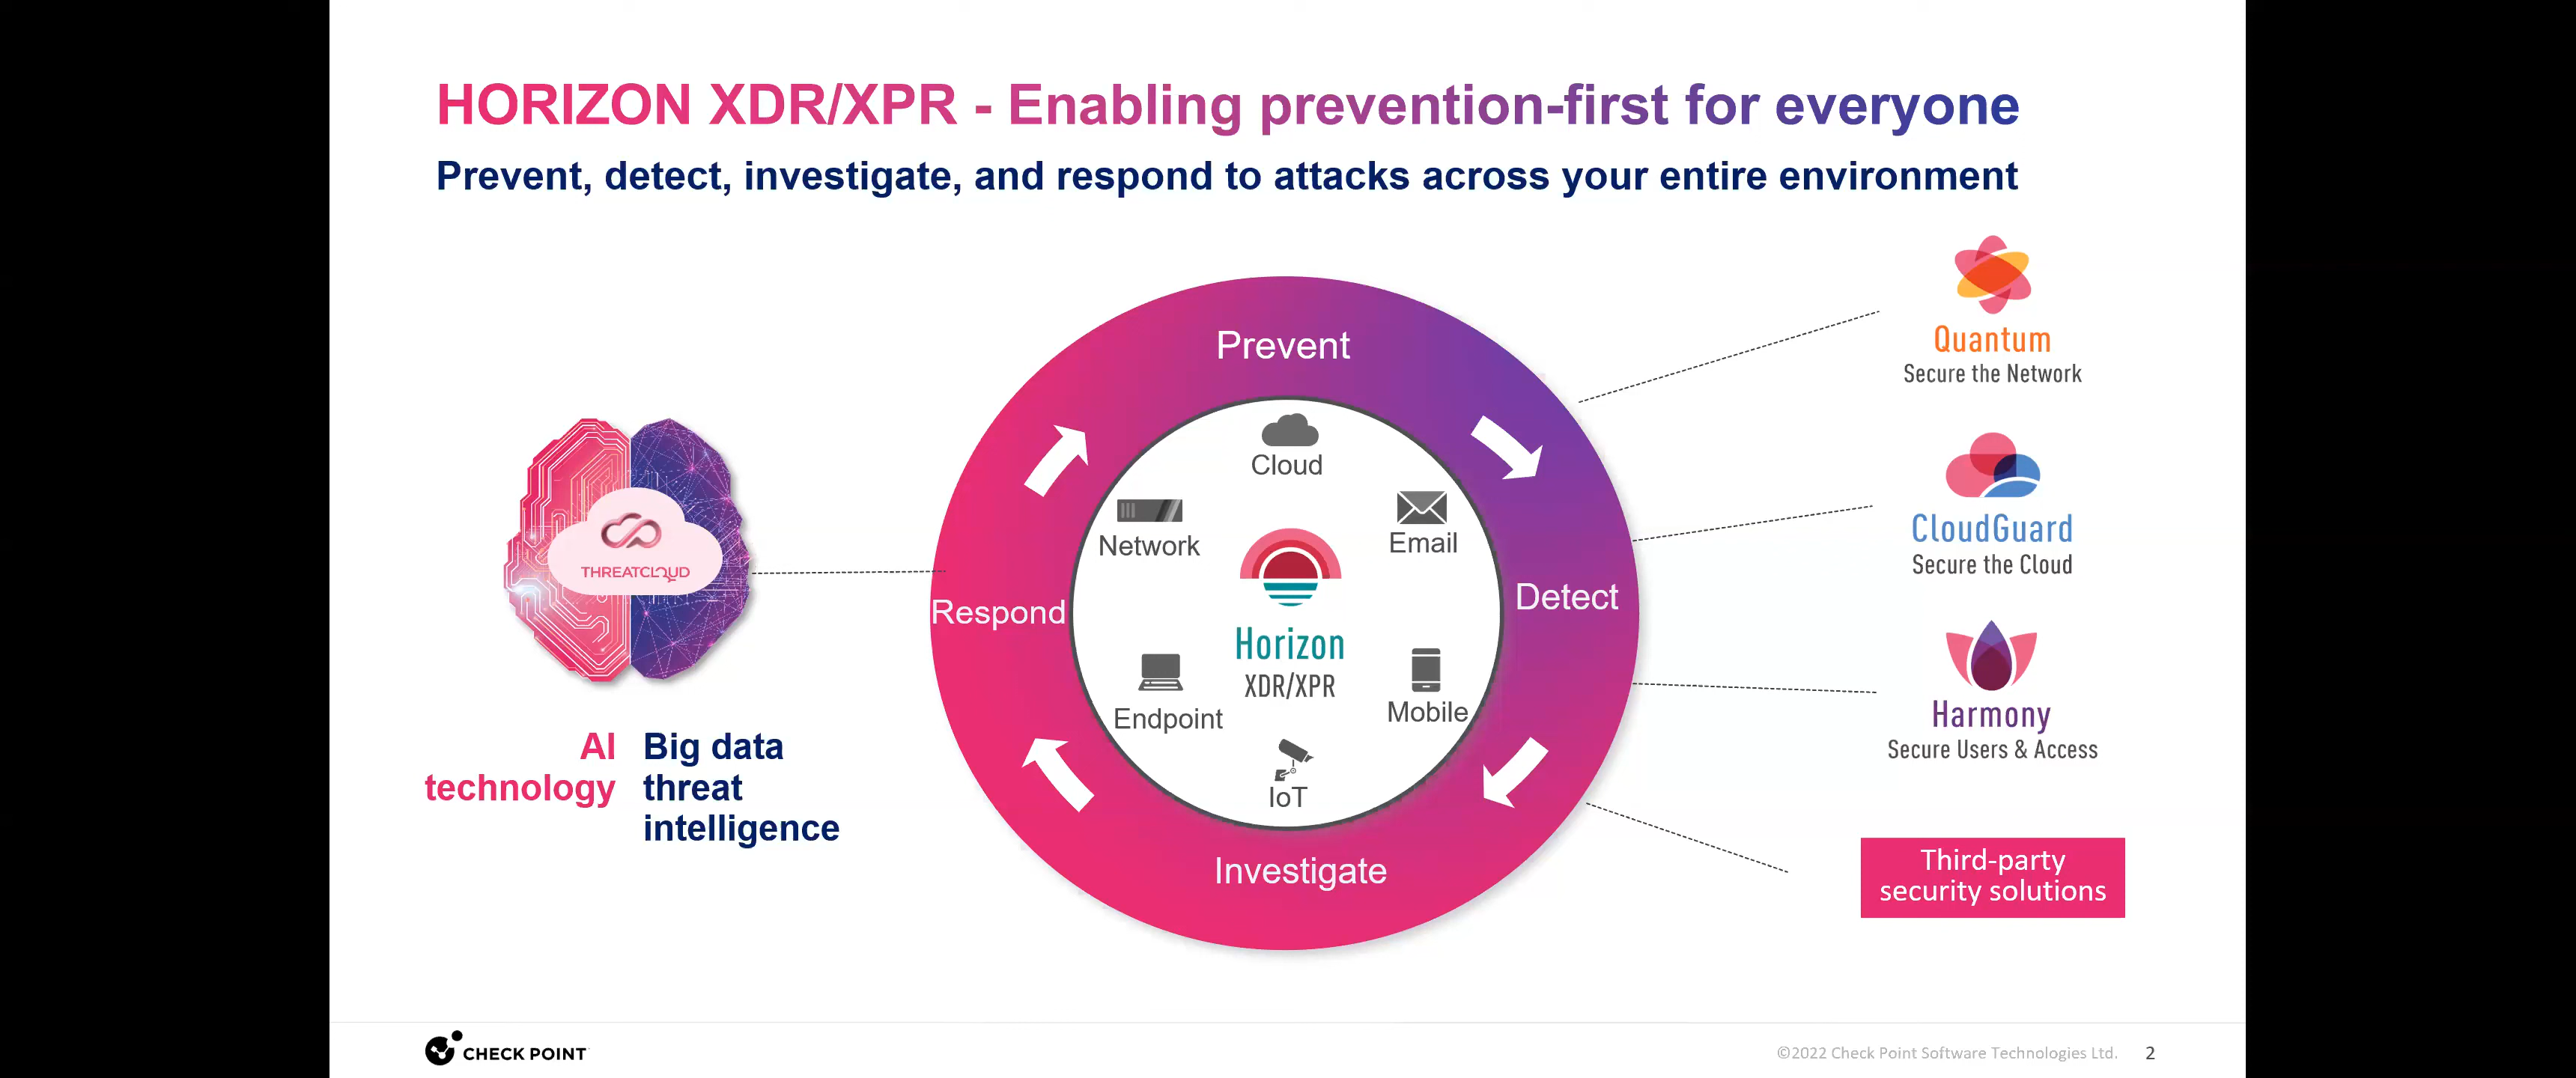 HORIZON XDR/XPR - Enabling prevention-first for everyone
Prevent, detect, investigate, and respond to attacks across your entire environment
THREATCLOUD
AI
technology
Big data
threat
intelligence
Prevent
Detect
Investigate
Respond
Cloud
Email
Mobile
IoT
Endpoint
Network
Horizon
XDR/XPR
Quantum
Secure the Network
CloudGuard
Secure the Cloud
Harmony
Secure Users & Access
Third-party
security solutions
CHECK POINT
©2022 Check Point Software Technologies Ltd. 2